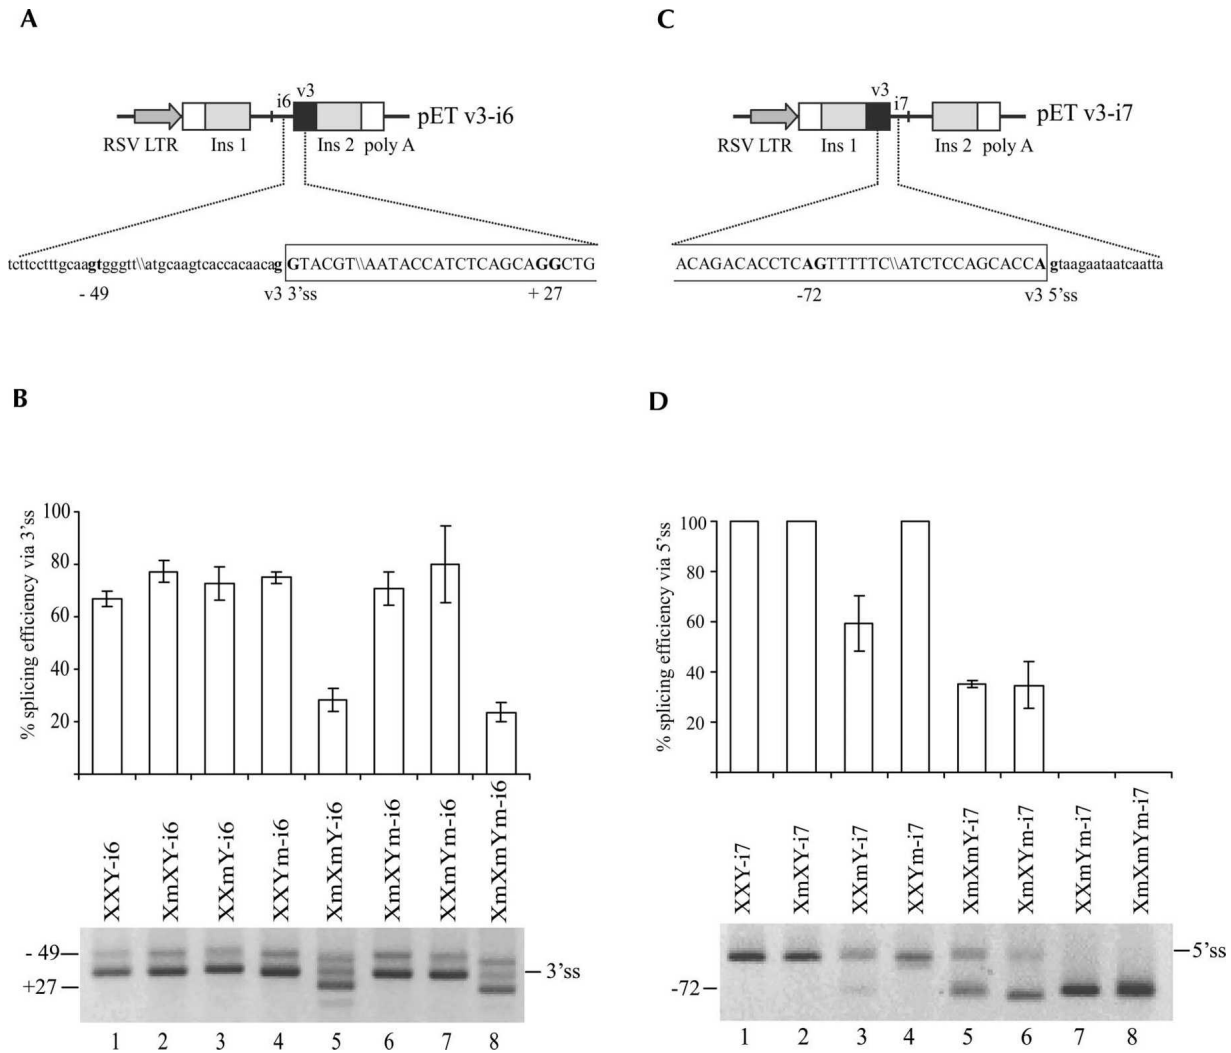 A
v3
i6
pET v3-i6
RSV LTR
Ins 1
Ins 2
poly A
tcttcctttgcaagtgggtt\\atgcaagtcaccacaacagGTACGT\\AATACCATCTCAGCAGGCTG
- 49
v3 3’ss
+ 27
C
v3
i7
pET v3-i7
RSV LTR
Ins 1
Ins 2
poly A
ACAGACACCTCAGTTTTTC\\ATCTCCAGCACCA gtaagaataatcaatta
-72
v3 5’ss
B
% splicing efficiency via 3’ss
100
80
60
40
20
XXY-i6
XmXY-i6
XXmY-i6
XXYm-i6
XmXmY-i6
XmXYm-i6
XXmYm-i6
XmXmYm-i6
- 49
+27
3’ss
1 2 3 4 5 6 7 8
D
% splicing efficiency via 5’ss
100
80
60
40
20
XXY-i7
XmXY-i7
XXmY-i7
XXYm-i7
XmXmY-i7
XmXYm-i7
XXmYm-i7
XmXmYm-i7
5’ss
-72
1 2 3 4 5 6 7 8